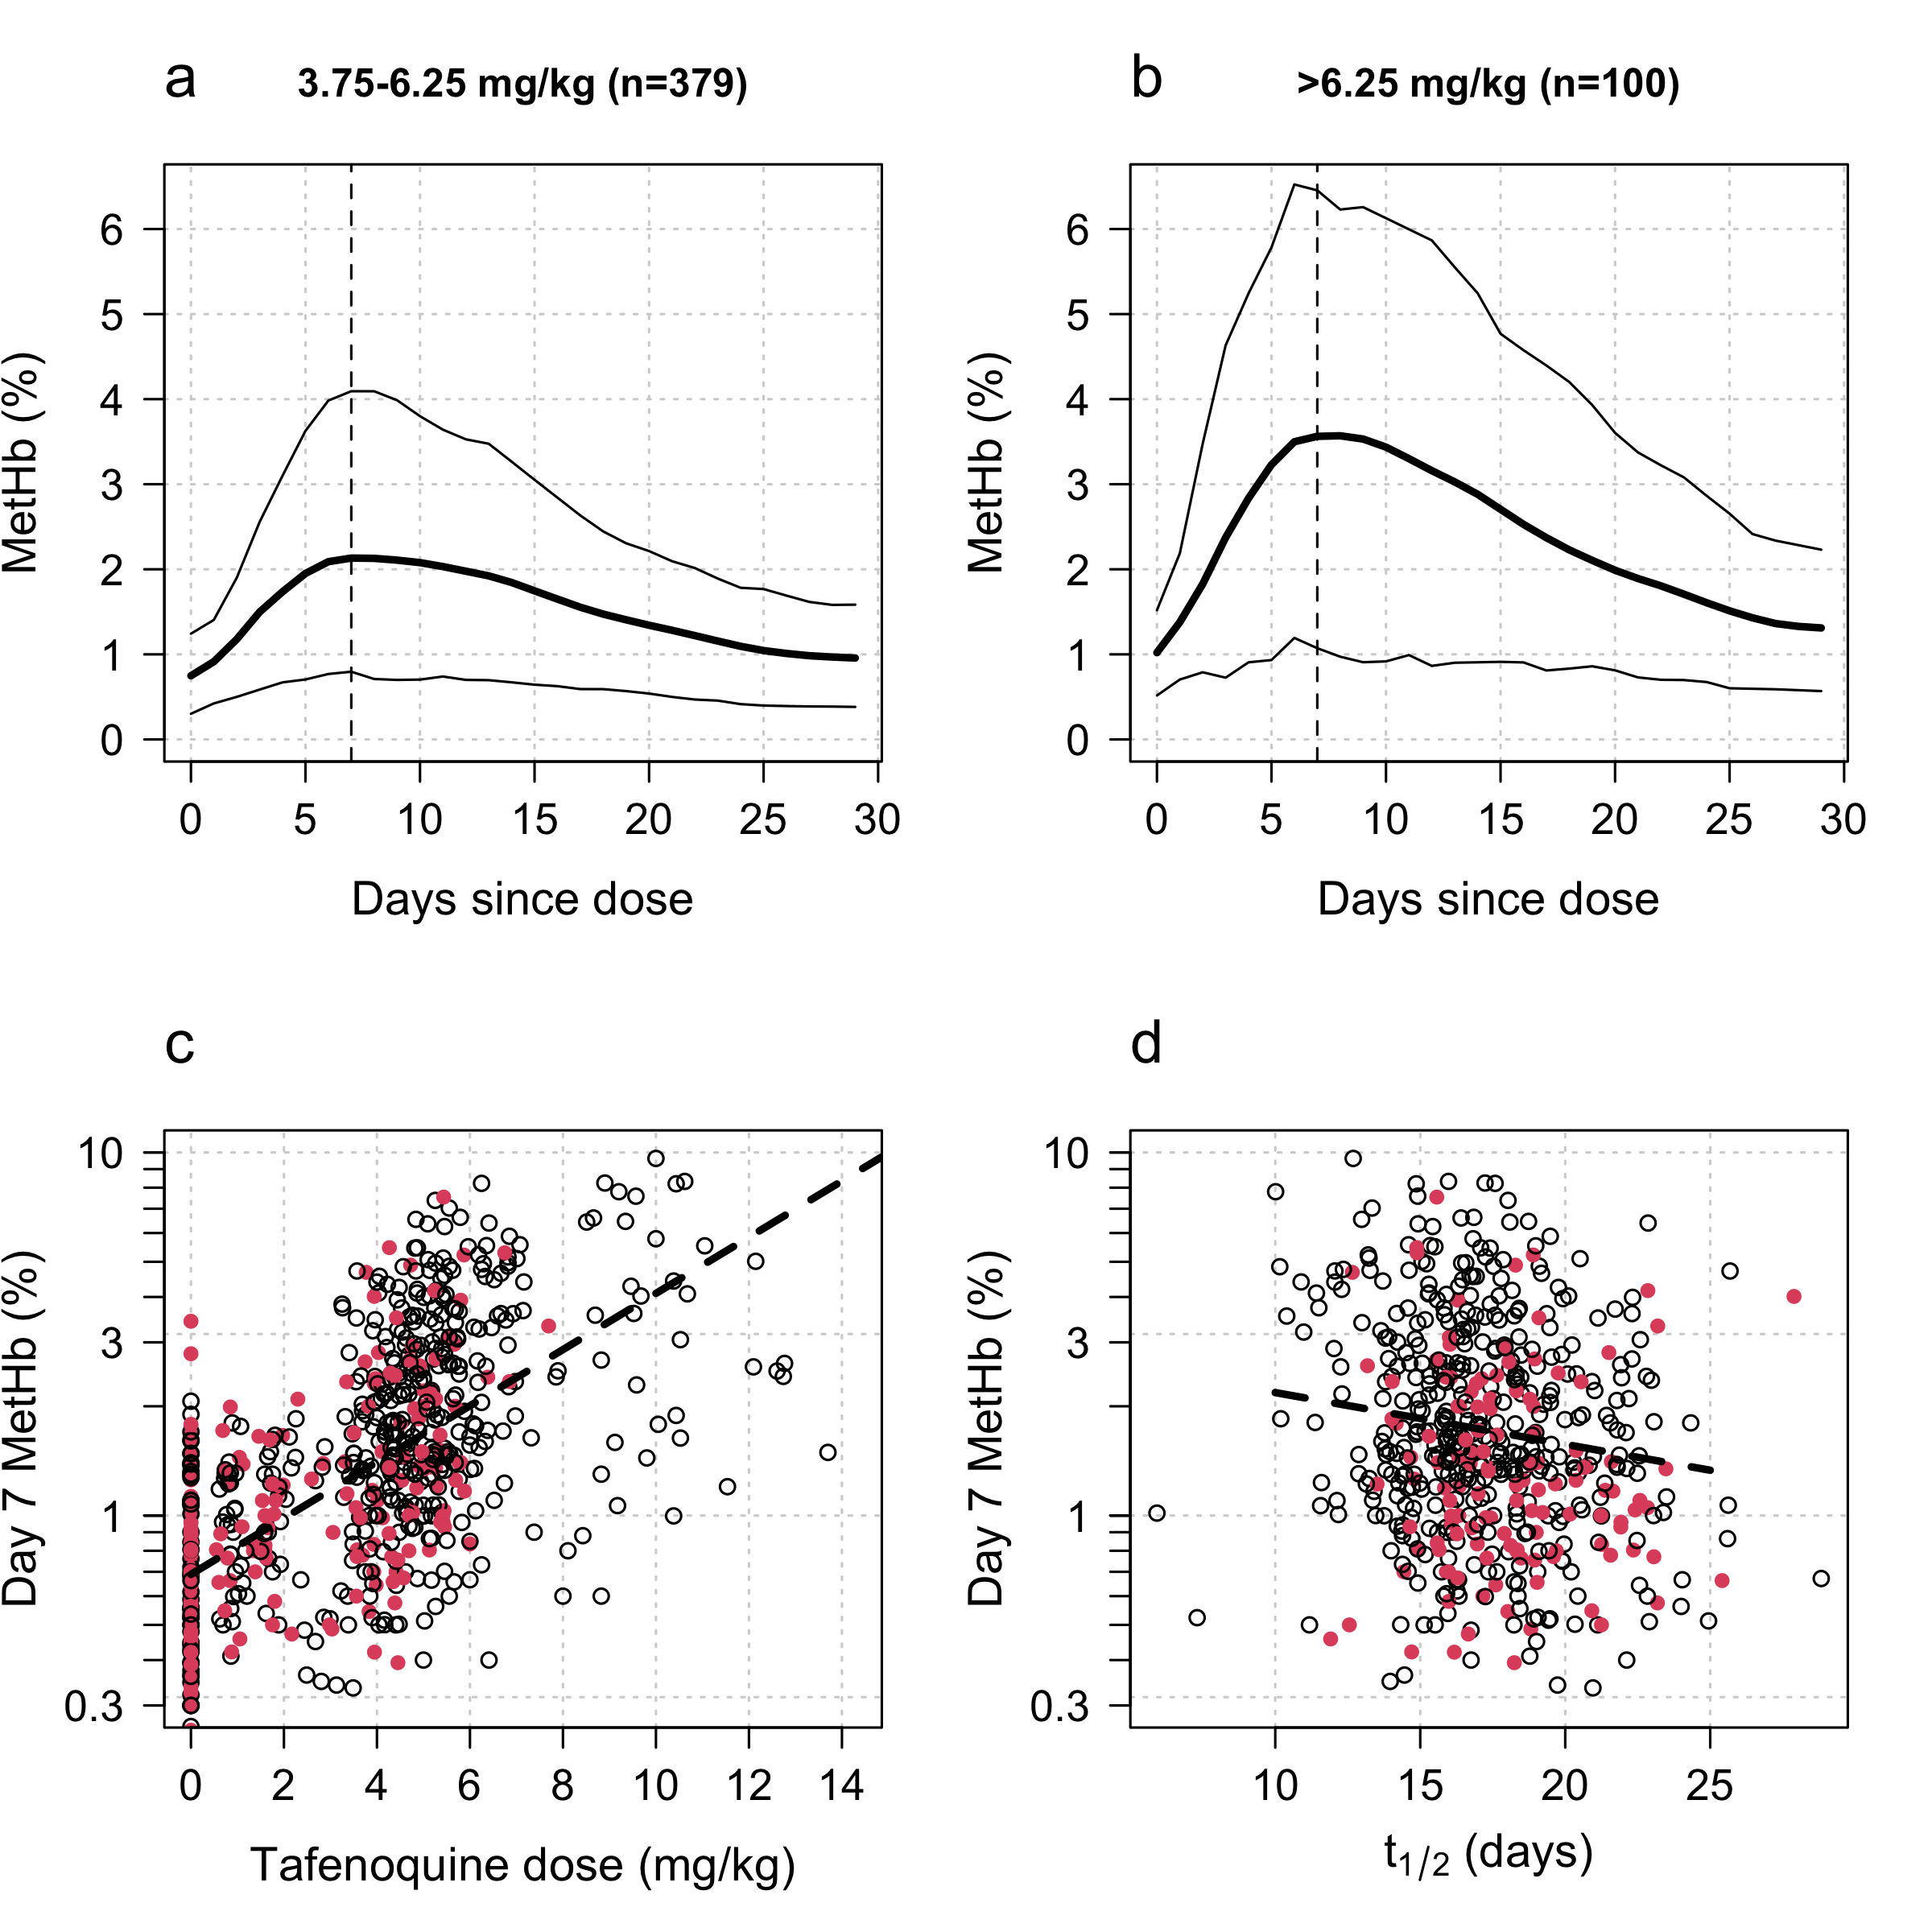 a
3.75-6.25 mg/kg (n=379)
MetHb (%)
6
5
4
3
2
1
0
0 5 10 15 20 25 30
Days since dose
b
>6.25 mg/kg (n=100)
MetHb (%)
6
5
4
3
2
1
0
0 5 10 15 20 25 30
Days since dose
c
Day 7 MetHb (%)
10
3
1
0.3
0 2 4 6 8 10 12 14
Tafenoquine dose (mg/kg)
d
Day 7 MetHb (%)
10
3
1
0.3
10 15 20 25
t1/2 (days)